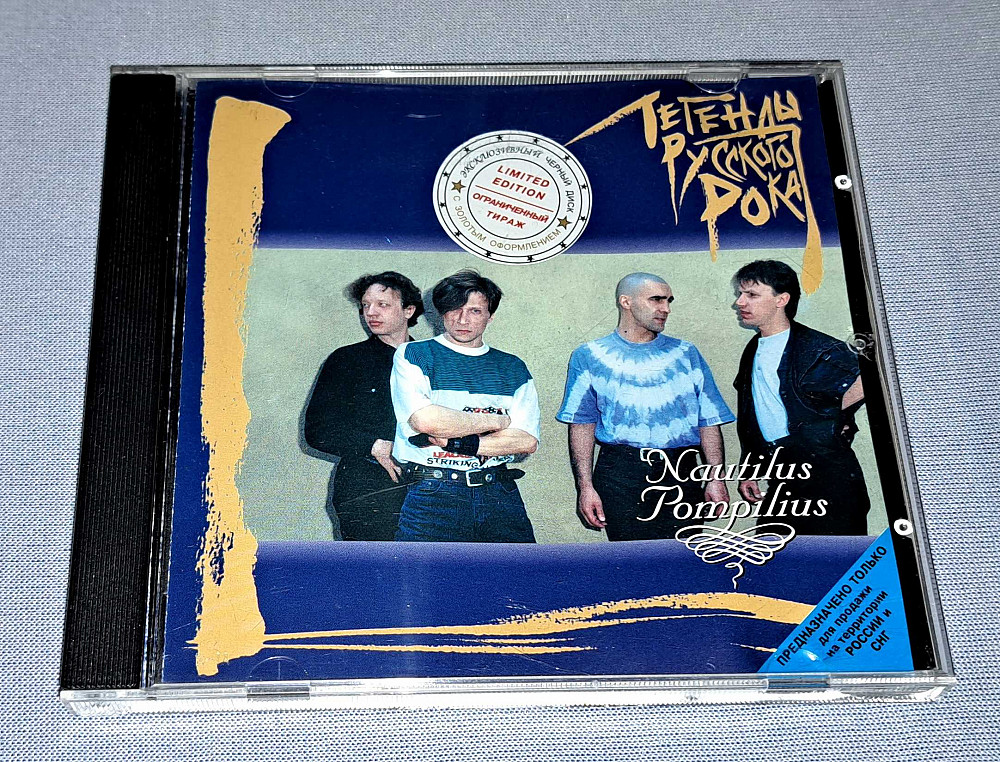 ЛЕГЕНДЫ
РУССКОГО
РОКА
ЭКСКЛЮЗИВНЫЙ ЧЕРНЫЙ ДИСК
LIMITED
EDITION
ОГРАНИЧЕННЫЙ
ТИРАЖ
С ЗОЛОТЫМ ОФОРМЛЕНИЕМ
STRIKING
Nautilus
Pompilius
ПРЕДНАЗНАЧЕНО ТОЛЬКО
для продажи
на территории
РОССИИ и
СНГ